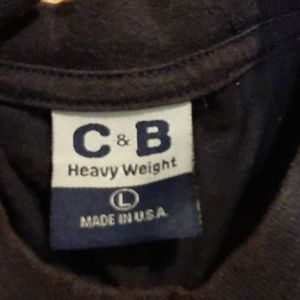 C & B
Heavy Weight
L
MADE IN U.S.A.